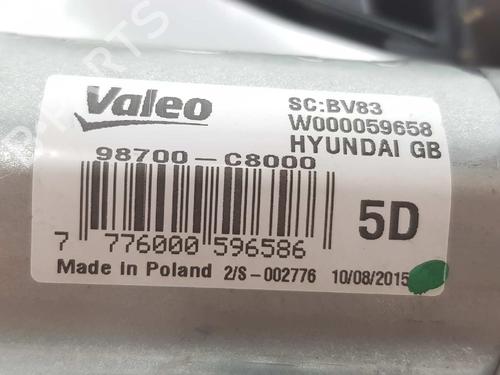 Valeo
SC:BV83
W000059658
HYUNDAI GB
98700-C8000
5D
7 776000 596586
Made in Poland 2/S-002776 10/08/2015